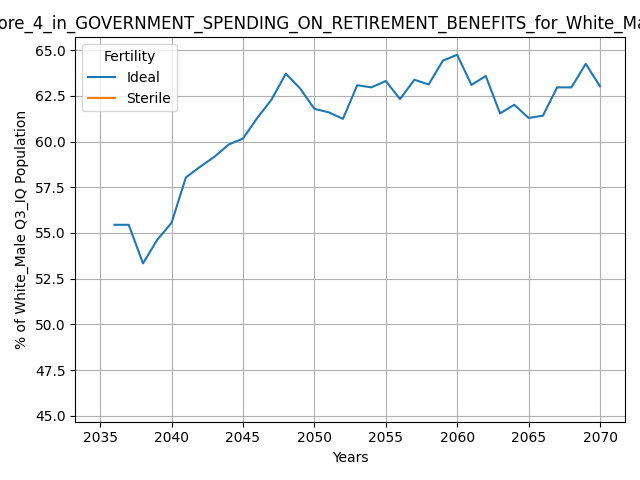 ore_4_in_GOVERNMENT_SPENDING_ON_RETIREMENT_BENEFITS_for_White_Ma
Fertility
Ideal
Sterile
% of White_Male Q3_IQ Population
65.0
62.5
60.0
57.5
55.0
52.5
50.0
47.5
45.0
2035 2040 2045 2050 2055 2060 2065 2070
Years